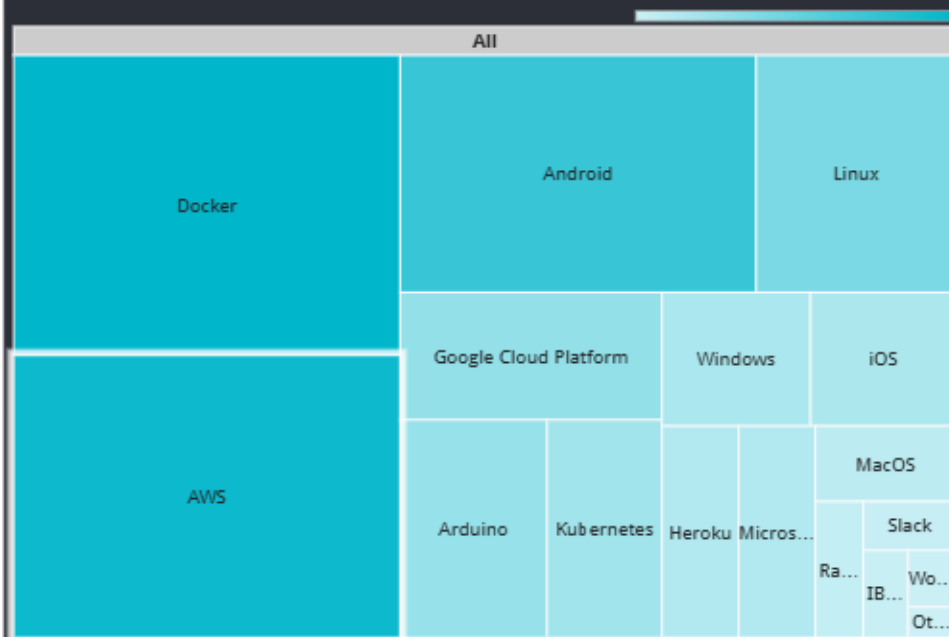 All
Docker
Android
Linux
Google Cloud Platform
Windows
iOS
AWS
Arduino
Kubernetes
Heroku
Micros...
MacOS
Slack
Ra...
IB...
Wo...
Ot...